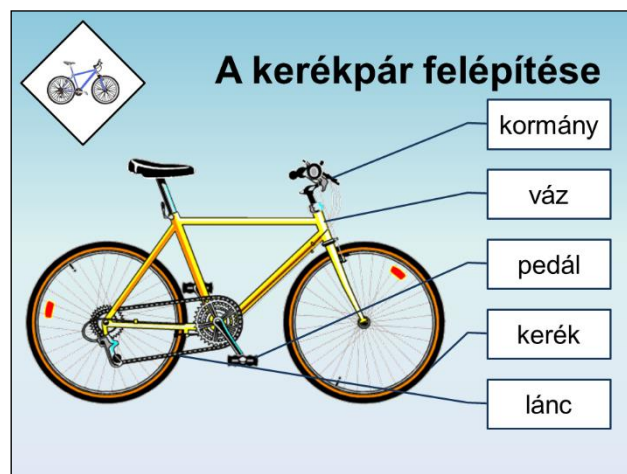 A kerékpár felépítése
kormány
váz
pedál
kerék
lánc